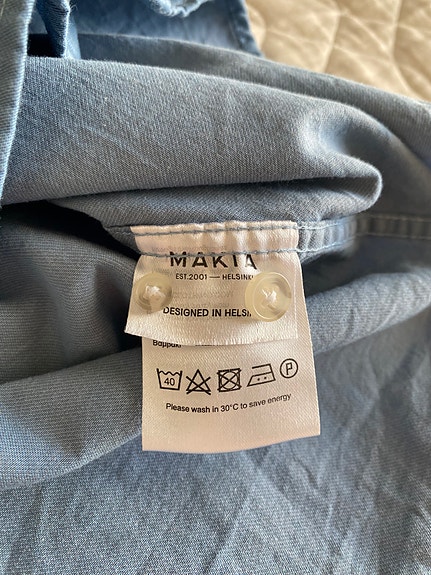 MAKIA
EST.2001 — HELSINKI
DESIGNED IN HELSI
40
P
Please wash in 30°C to save energy